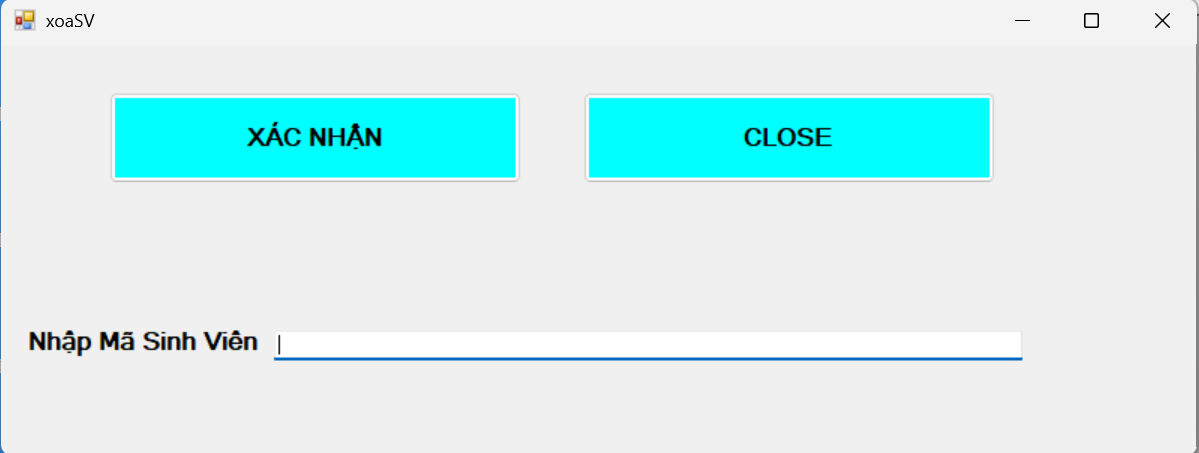 xoaSV
XÁC NHẬN
CLOSE
Nhập Mã Sinh Viên